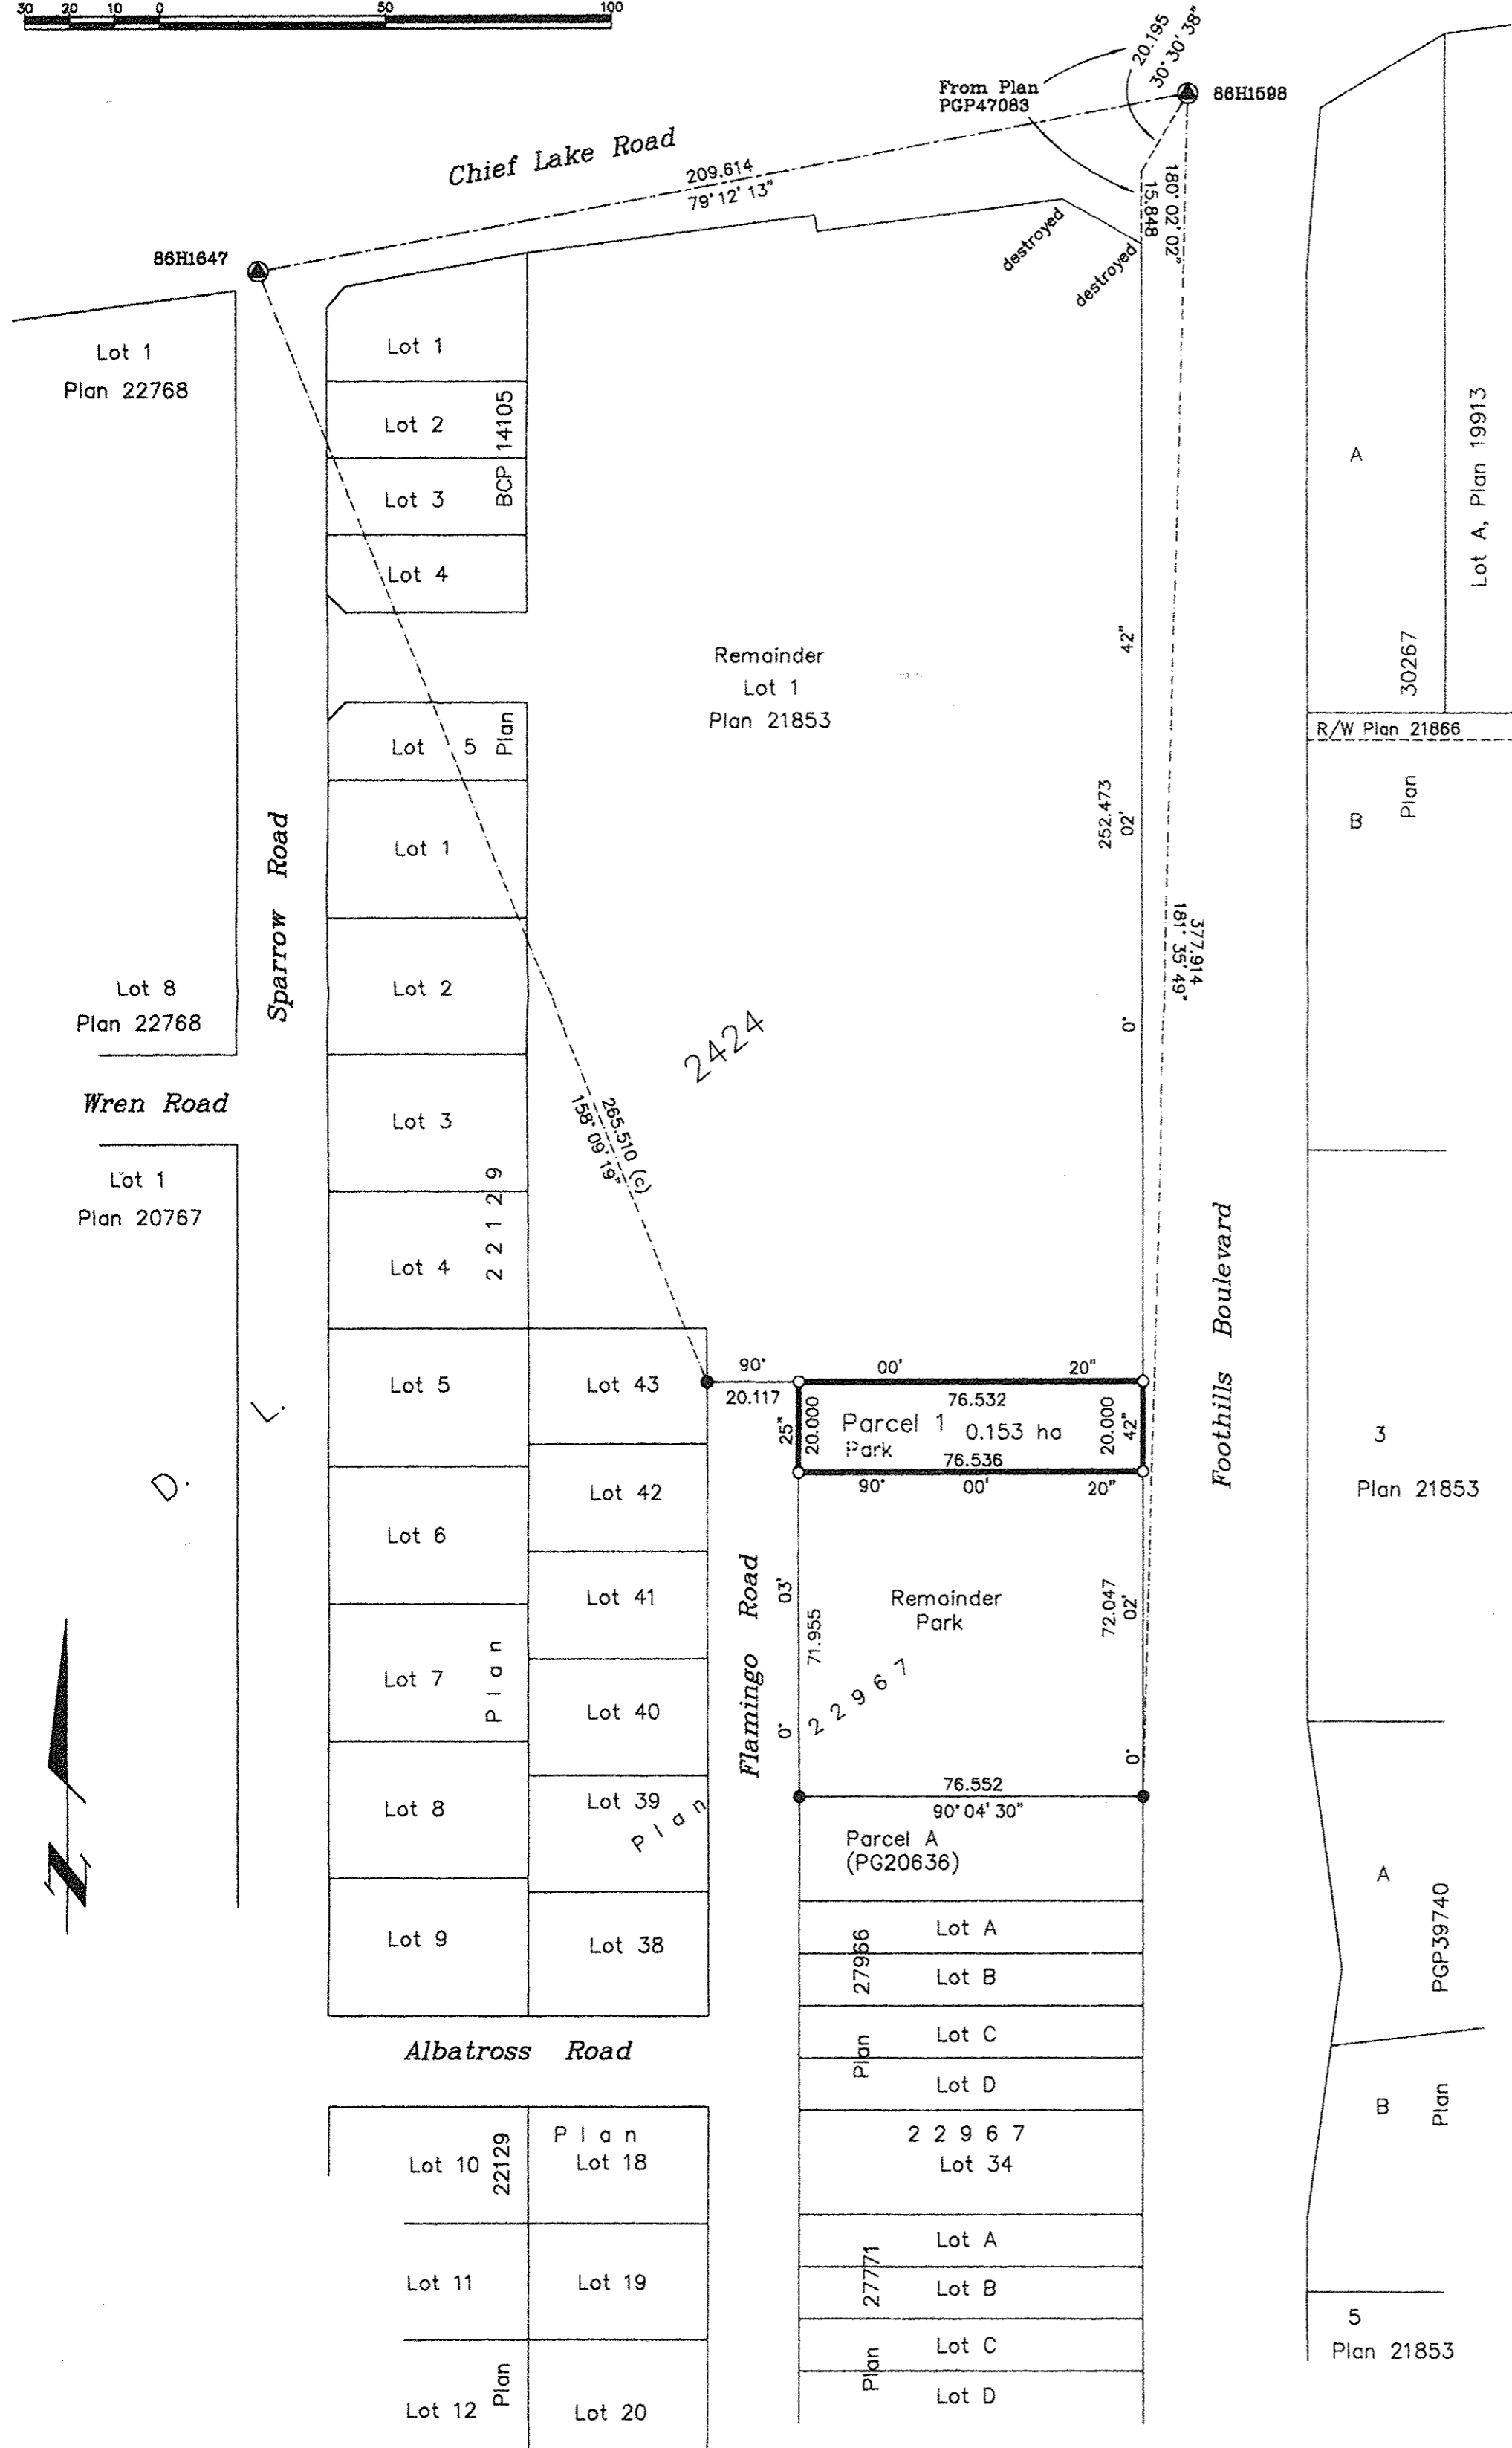 30 20 10 0 50 100
20.195
30° 30' 38"
From Plan
PGP47083
86H1598
Chief Lake Road
209.614
79° 12' 13"
180° 02' 02"
15.848
destroyed
destroyed
86H1647
Lot 1
Plan 22768
Lot 1
Lot 2
Lot 3
Lot 4
BCP 14105
Plan
Lot 5
A
Lot A, Plan 19913
30267
Plan
R/W Plan 21866
B
Remainder
Lot 1
Plan 21853
42"
252.473
02'
0°
377.914
181° 35' 49"
Sparrow Road
Lot 1
Lot 2
Lot 3
Lot 4
22129
Lot 8
Plan 22768
Wren Road
Lot 1
Plan 20767
2424
265.510 (c)
158° 09' 19"
D. L.
Foothills Boulevard
Lot 5
Lot 43
90° 00' 20"
20.117
76.532
25"
20.000
Parcel 1 0.153 ha
Park
20.000
42"
76.536
90° 00' 20"
3
Plan 21853
Lot 42
Lot 6
Lot 41
Flamingo Road
03'
71.955
0°
Remainder
Park
22967
72.047
02'
0°
Lot 7
Plan
Lot 40
Lot 8
Lot 39
Plan
76.552
90° 04' 30"
Parcel A
(PG20636)
N
Lot 9
Lot 38
Lot A
Lot B
Lot C
Lot D
Plan 27966
A
PGP39740
Plan
B
Albatross Road
Plan
Lot 10
22129
Lot 18
22967
Lot 34
Lot 11
Lot 19
Lot A
Lot B
Lot C
Lot D
Plan 27771
5
Plan 21853
Lot 12
Plan
Lot 20